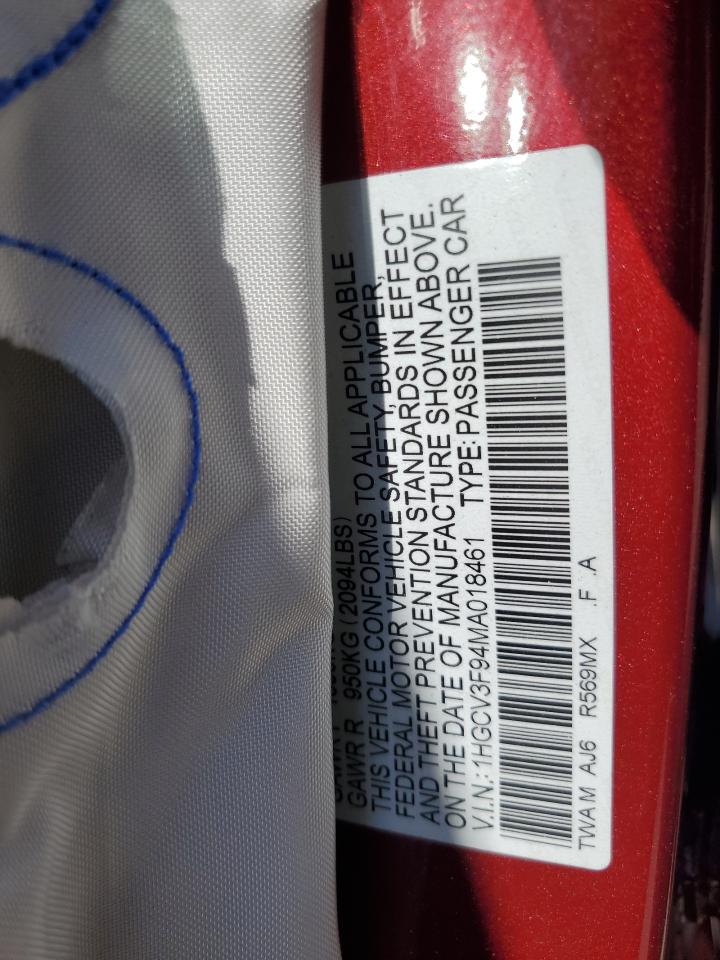 GAWR R 950KG (2094LBS)
THIS VEHICLE CONFORMS TO ALL APPLICABLE
FEDERAL MOTOR VEHICLE SAFETY, BUMPER,
AND THEFT PREVENTION STANDARDS IN EFFECT
ON THE DATE OF MANUFACTURE SHOWN ABOVE.
V.I.N.: 1HGCV3F94MA018461 TYPE: PASSENGER CAR
TWA M AJ6 R569MX .F .A